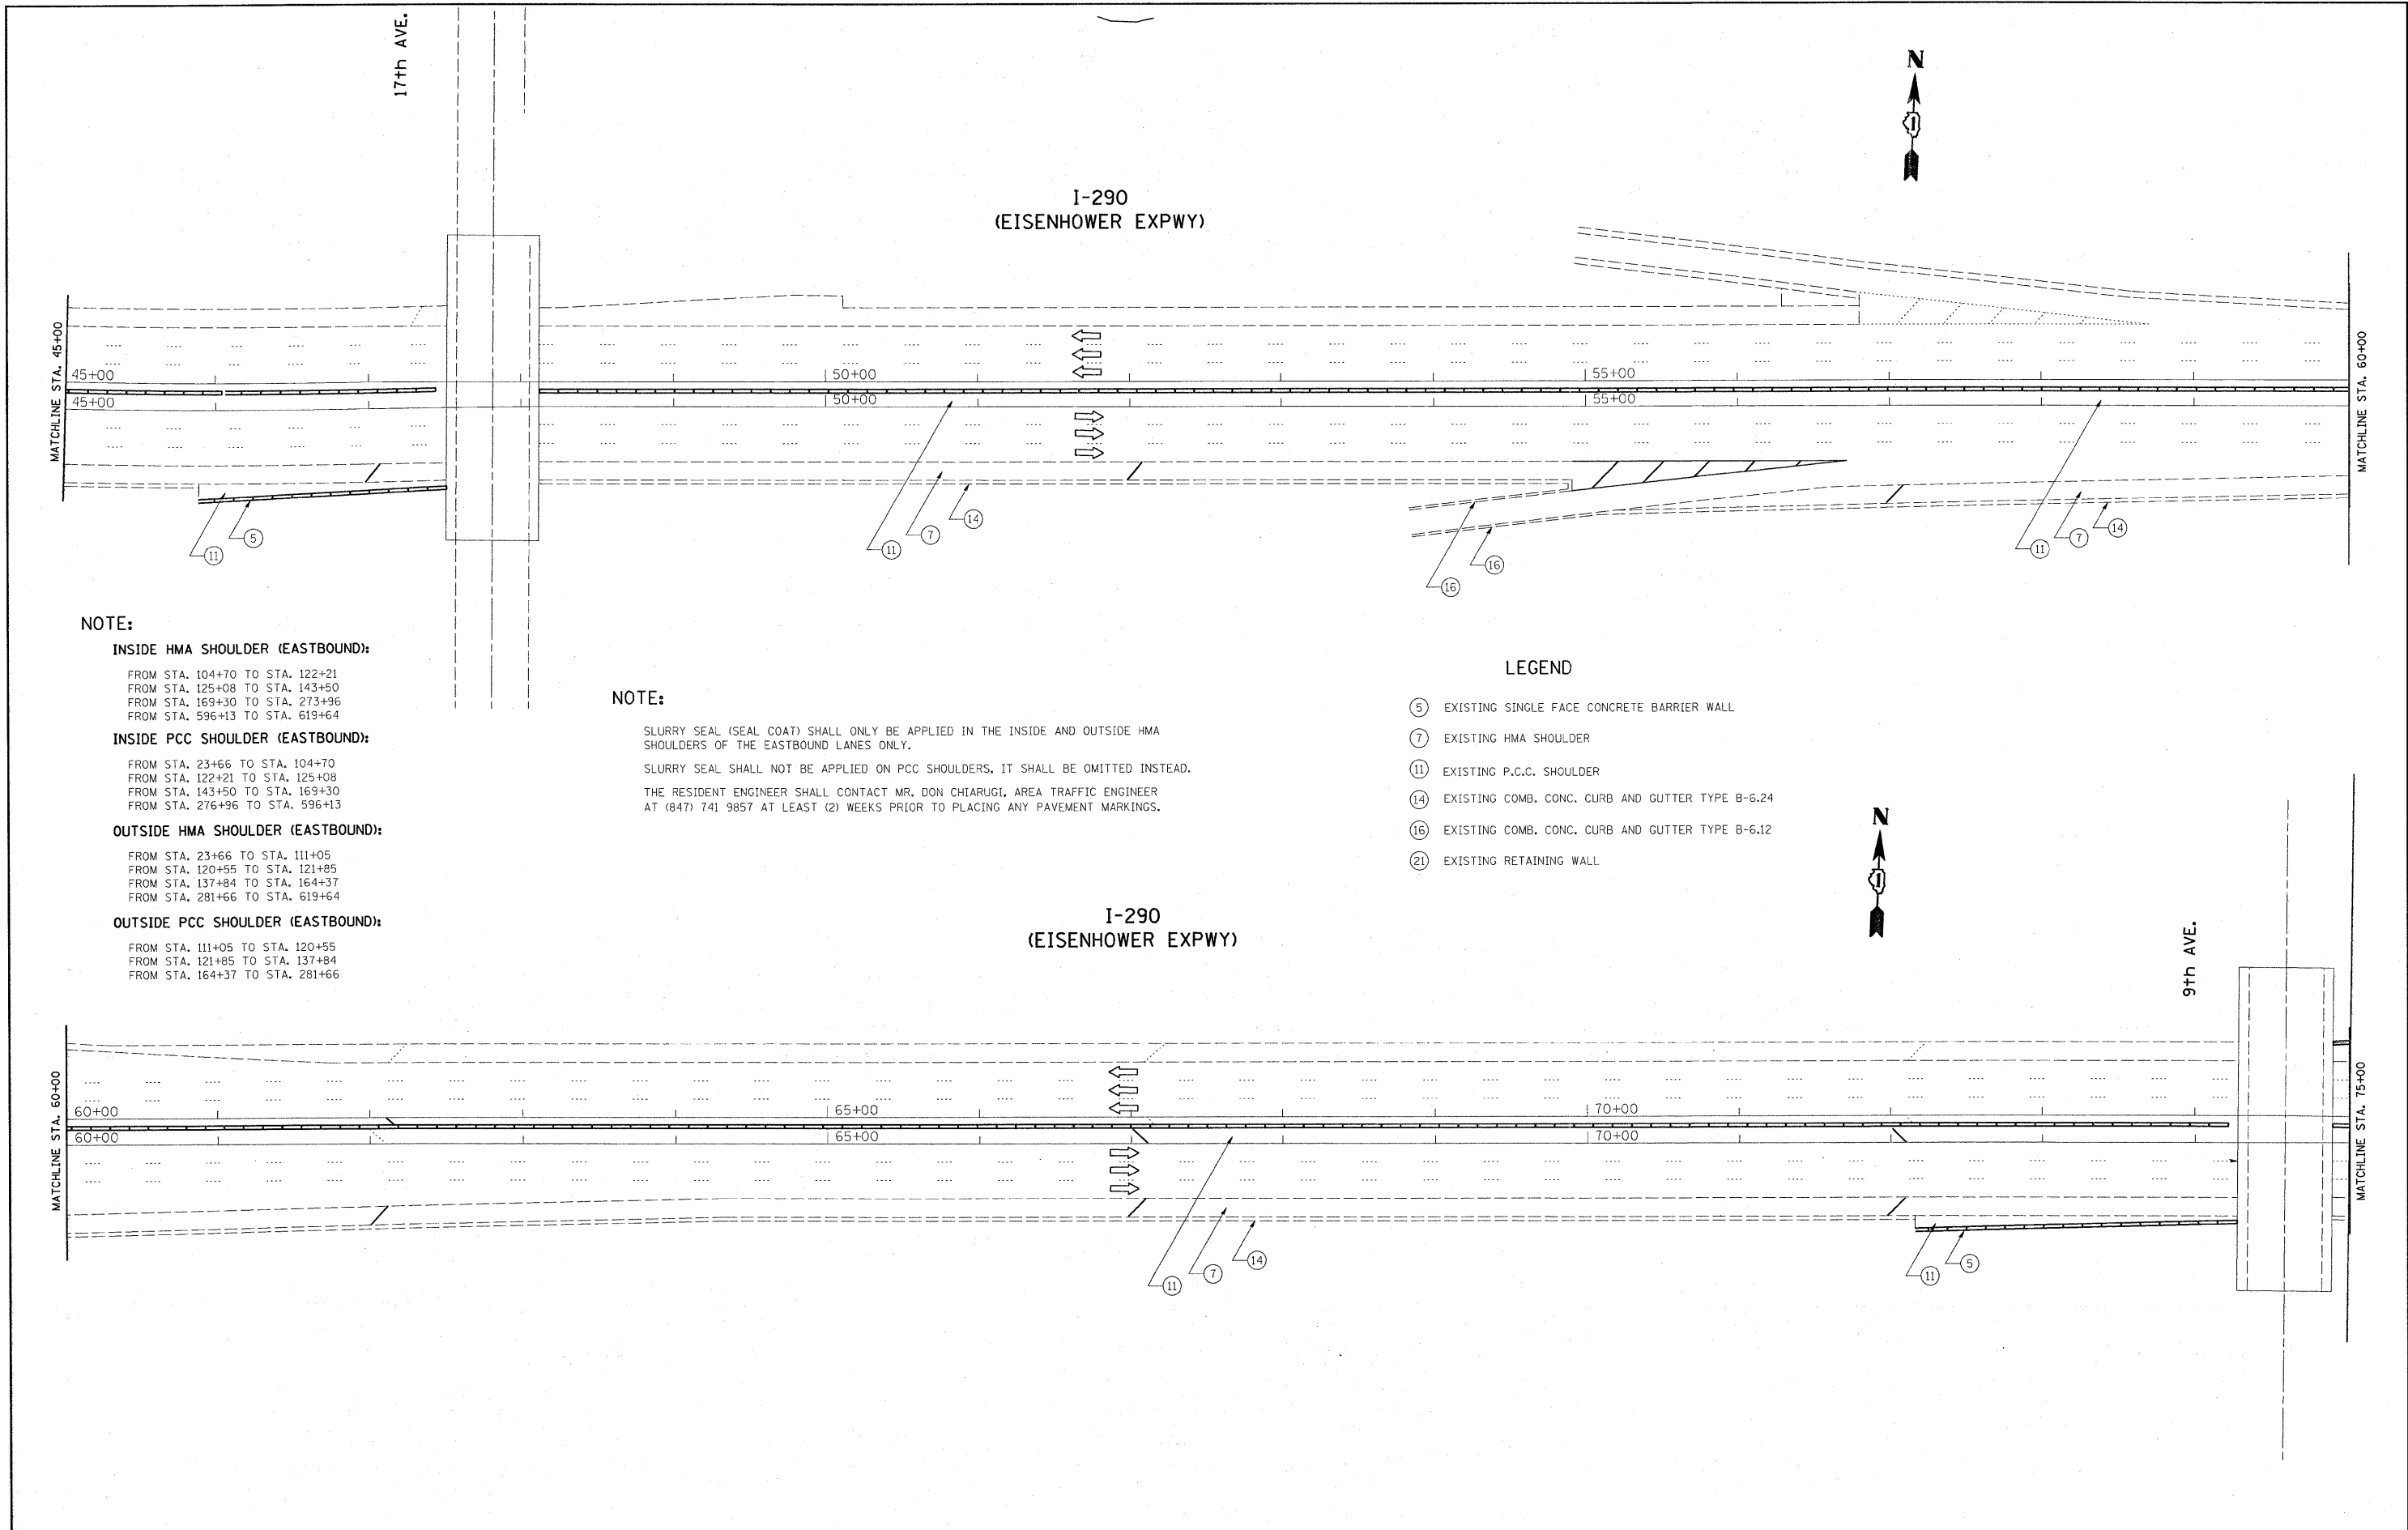 17th AVE.
N
I-290
(EISENHOWER EXPWY)
MATCHLINE STA. 45+00
45+00
50+00
55+00
45+00
50+00
55+00
MATCHLINE STA. 60+00
11
5
11
7
14
16
16
11
7
14
NOTE:
INSIDE HMA SHOULDER (EASTBOUND):
FROM STA. 104+70 TO STA. 122+21
FROM STA. 125+08 TO STA. 143+50
FROM STA. 169+30 TO STA. 273+96
FROM STA. 596+13 TO STA. 619+64
INSIDE PCC SHOULDER (EASTBOUND):
FROM STA. 23+66 TO STA. 104+70
FROM STA. 122+21 TO STA. 125+08
FROM STA. 143+50 TO STA. 169+30
FROM STA. 276+96 TO STA. 596+13
OUTSIDE HMA SHOULDER (EASTBOUND):
FROM STA. 23+66 TO STA. 111+05
FROM STA. 120+55 TO STA. 121+85
FROM STA. 137+84 TO STA. 164+37
FROM STA. 281+66 TO STA. 619+64
OUTSIDE PCC SHOULDER (EASTBOUND):
FROM STA. 111+05 TO STA. 120+55
FROM STA. 121+85 TO STA. 137+84
FROM STA. 164+37 TO STA. 281+66
NOTE:
SLURRY SEAL (SEAL COAT) SHALL ONLY BE APPLIED IN THE INSIDE AND OUTSIDE HMA
SHOULDERS OF THE EASTBOUND LANES ONLY.
SLURRY SEAL SHALL NOT BE APPLIED ON PCC SHOULDERS, IT SHALL BE OMITTED INSTEAD.
THE RESIDENT ENGINEER SHALL CONTACT MR. DON CHIARUGI, AREA TRAFFIC ENGINEER
AT (847) 741 9857 AT LEAST (2) WEEKS PRIOR TO PLACING ANY PAVEMENT MARKINGS.
LEGEND
5 EXISTING SINGLE FACE CONCRETE BARRIER WALL
7 EXISTING HMA SHOULDER
11 EXISTING P.C.C. SHOULDER
14 EXISTING COMB. CONC. CURB AND GUTTER TYPE B-6.24
16 EXISTING COMB. CONC. CURB AND GUTTER TYPE B-6.12
21 EXISTING RETAINING WALL
N
I-290
(EISENHOWER EXPWY)
9th AVE.
MATCHLINE STA. 60+00
60+00
65+00
70+00
60+00
65+00
70+00
MATCHLINE STA. 75+00
11
7
14
11
5